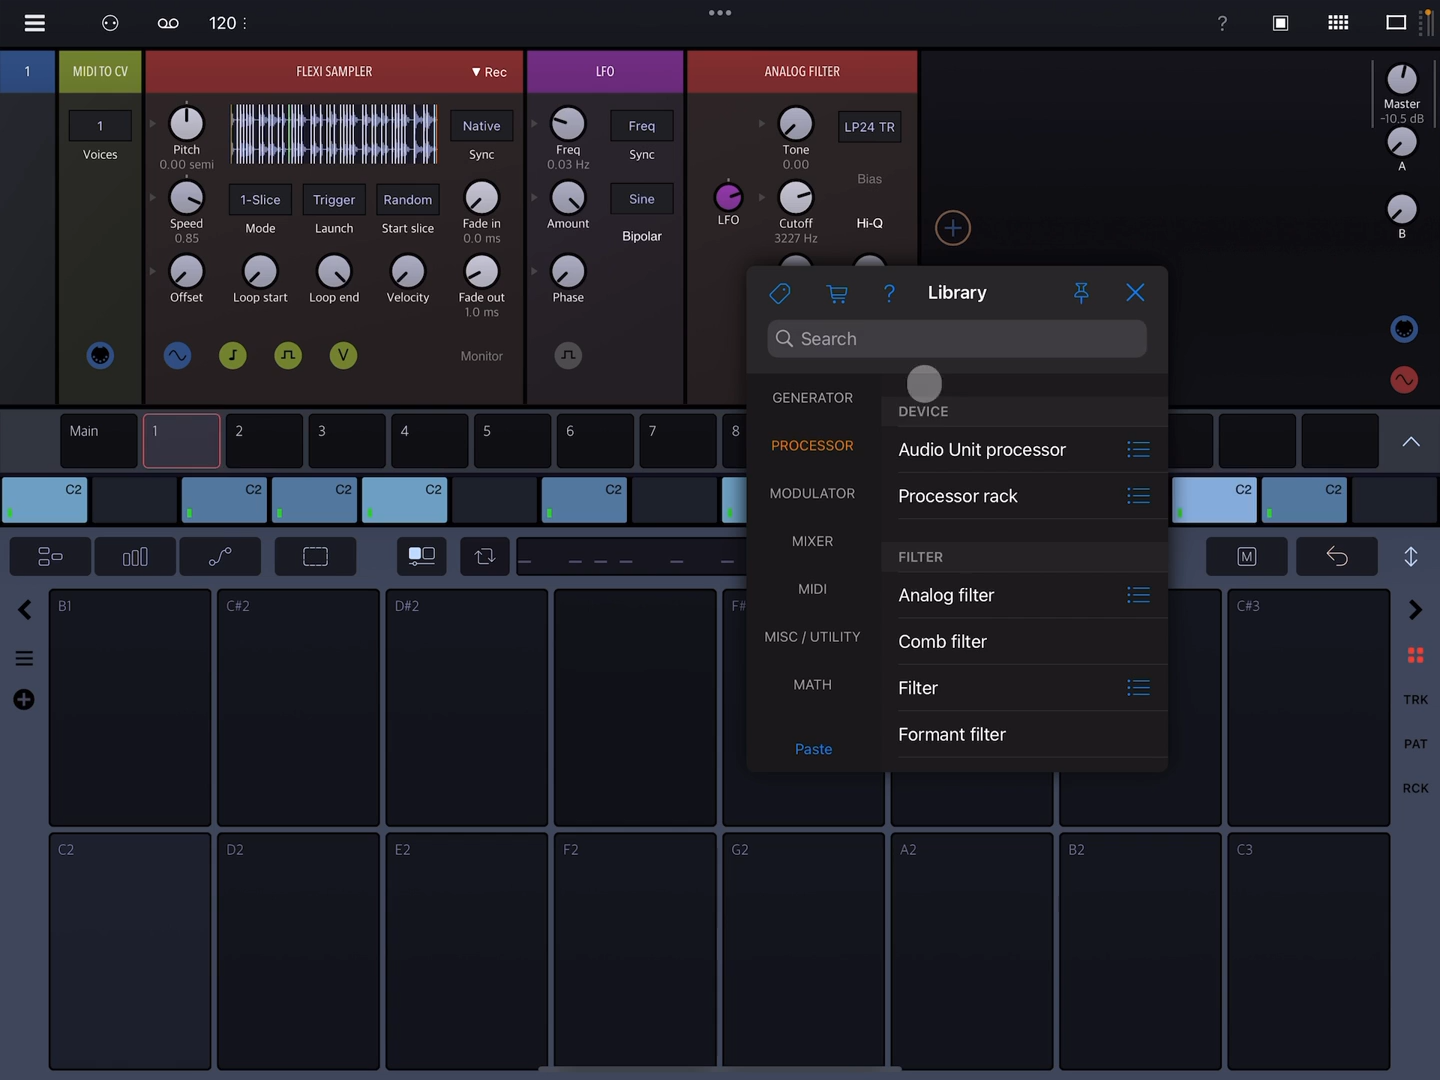 120
?
1
MIDI TO CV
FLEXI SAMPLER
▼ Rec
LFO
ANALOG FILTER
1
Voices
Pitch
0.00 semi
Native
Sync
Speed
0.85
1-Slice
Mode
Trigger
Launch
Random
Start slice
Fade in
0.0 ms
Offset
Loop start
Loop end
Velocity
Fade out
1.0 ms
V
Monitor
Freq
0.03 Hz
Freq
Sync
Amount
Sine
Bipolar
Phase
LFO
Tone
0.00
LP24 TR
Bias
Cutoff
3227 Hz
Hi-Q
Master
-10.5 dB
A
B
Library
?
Search
GENERATOR
PROCESSOR
MODULATOR
MIXER
MIDI
MISC / UTILITY
MATH
Paste
DEVICE
Audio Unit processor
Processor rack
FILTER
Analog filter
Comb filter
Filter
Formant filter
Main
1
2
3
4
5
6
7
8
C2
C2
C2
C2
C2
C2
C2
M
B1
C#2
D#2
F#
C#3
TRK
PAT
RCK
C2
D2
E2
F2
G2
A2
B2
C3